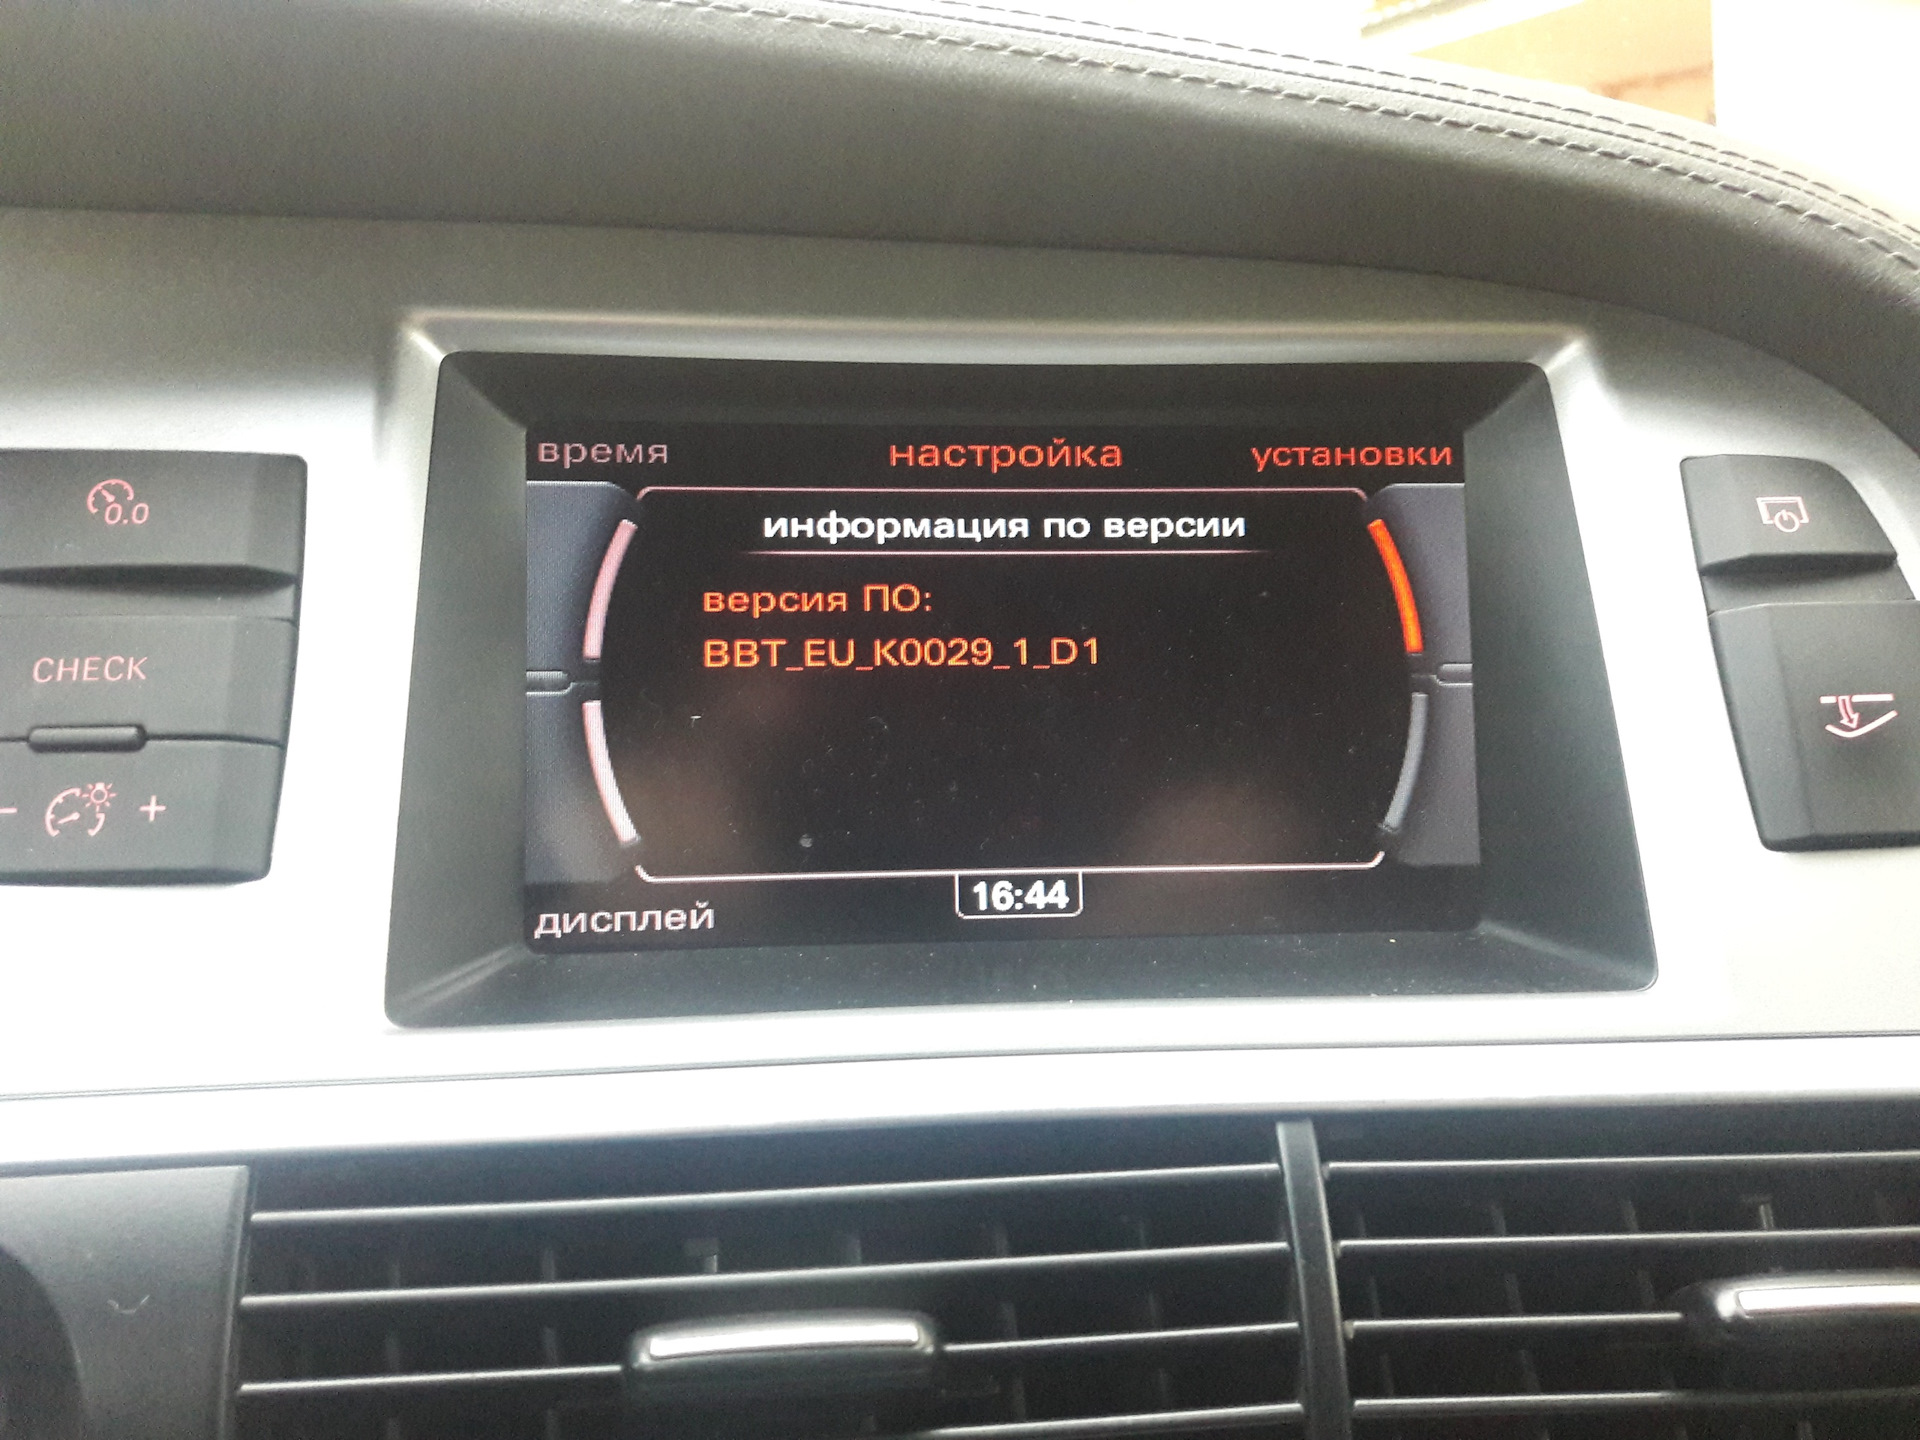 время настройка установки
информация по версии
версия ПО:
BBT_EU_K0029_1_D1
16:44
дисплей
0.0
CHECK
- +